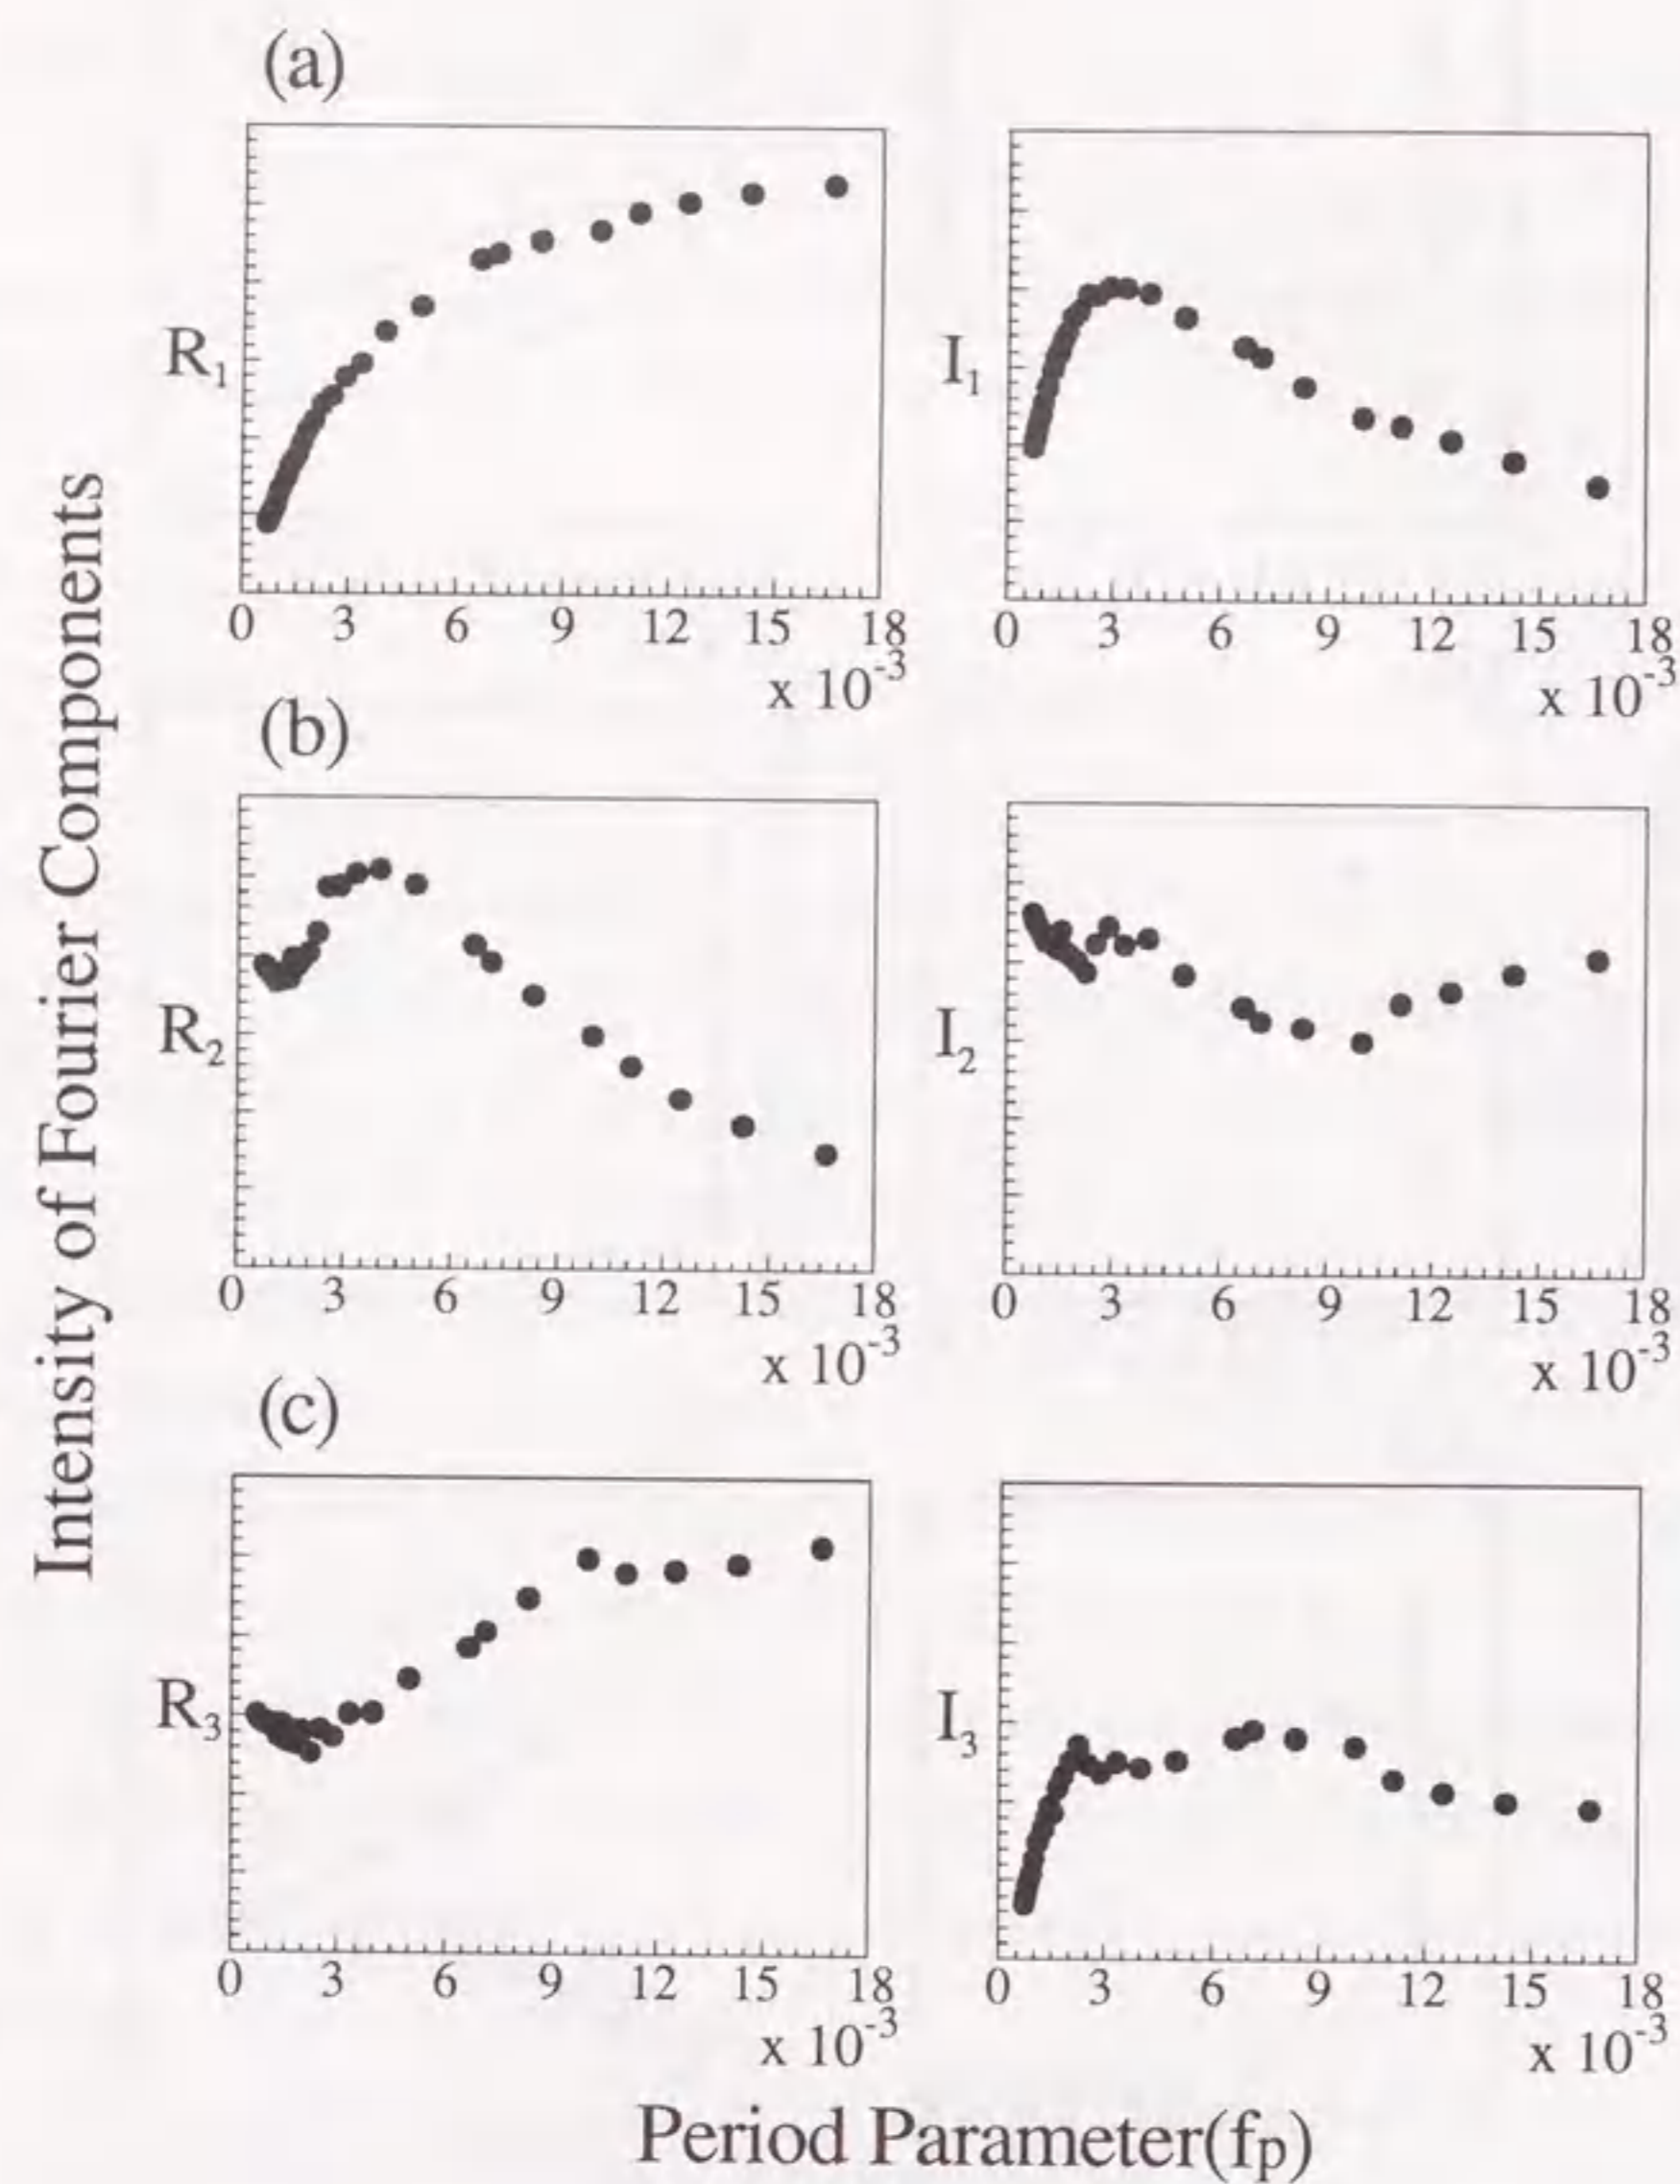 (a)
R1
0 3 6 9 12 15 18
x 10-3
I1
0 3 6 9 12 15 18
x 10-3
(b)
R2
0 3 6 9 12 15 18
x 10-3
I2
0 3 6 9 12 15 18
x 10-3
(c)
R3
0 3 6 9 12 15 18
x 10-3
I3
0 3 6 9 12 15 18
x 10-3
Intensity of Fourier Components
Period Parameter(fp)